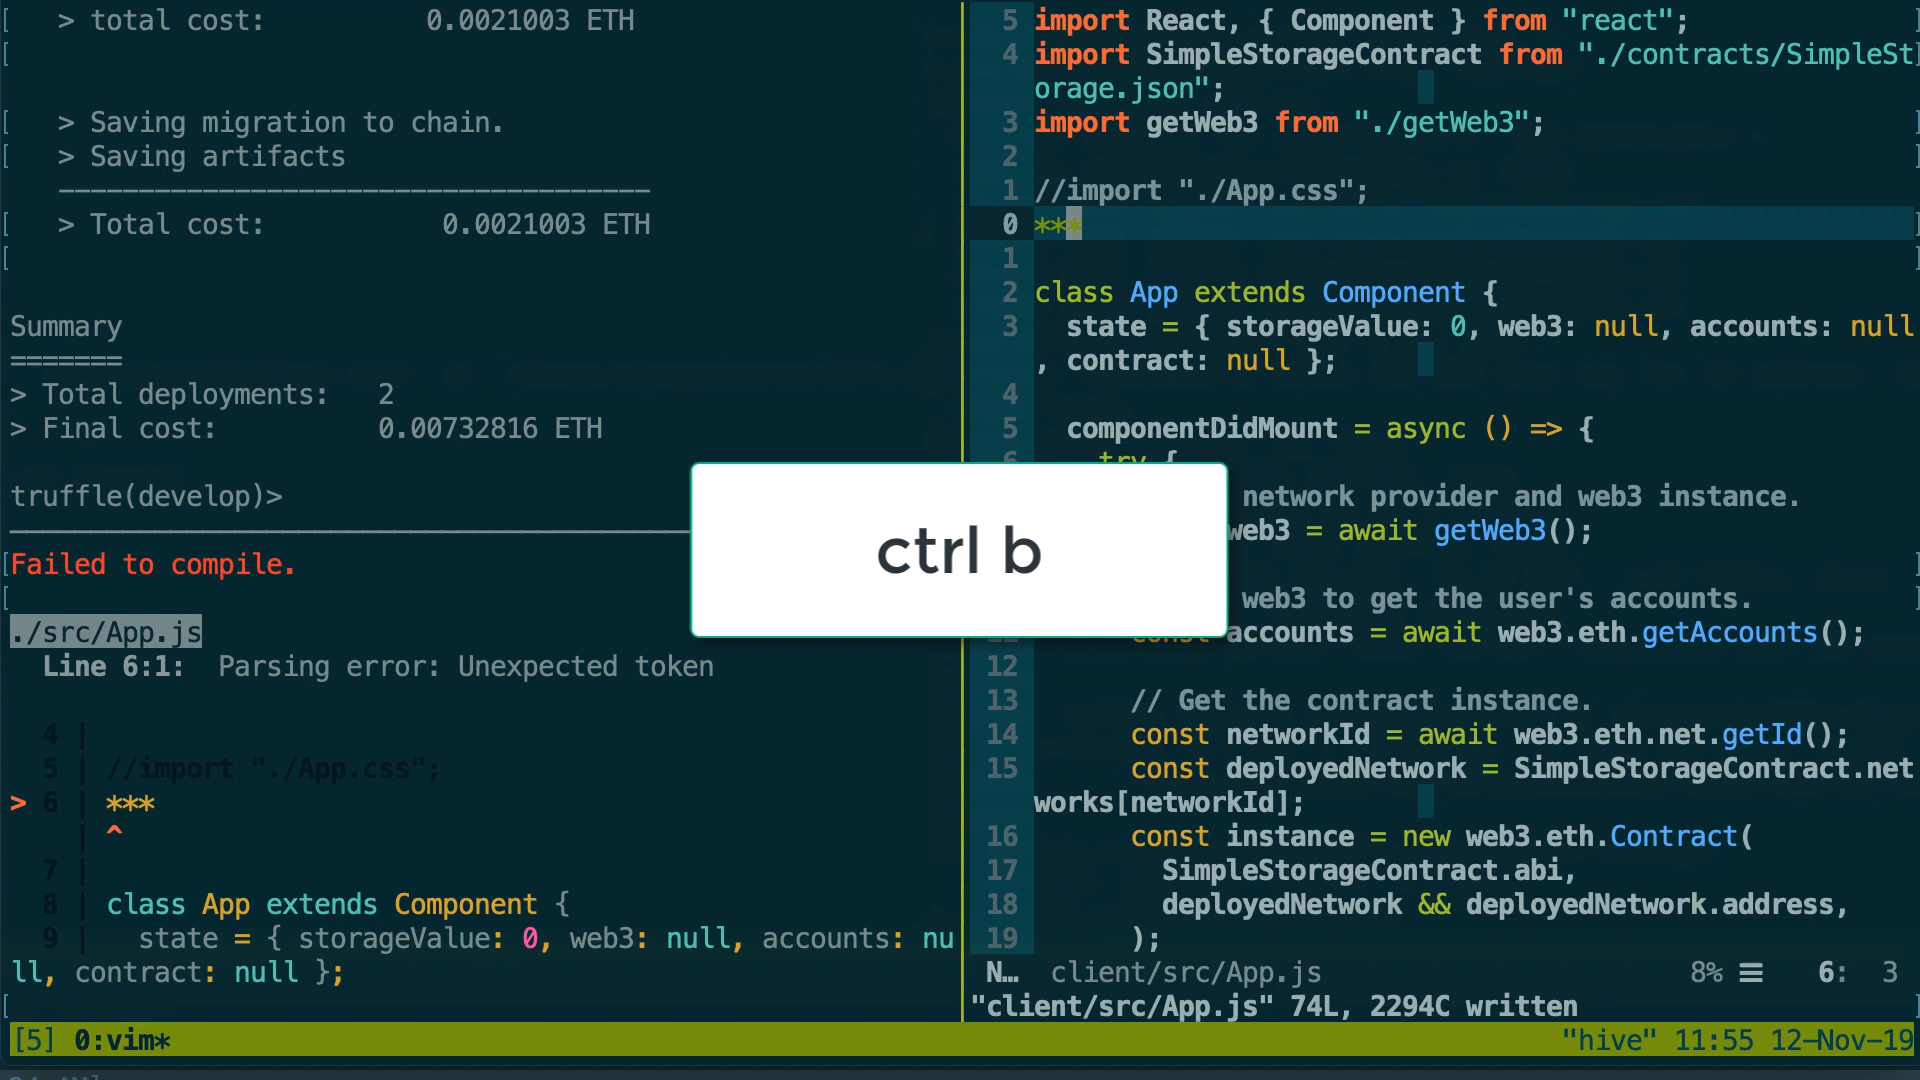 > total cost: 0.0021003 ETH
> Saving migration to chain.
> Saving artifacts
-------------------------------------
> Total cost: 0.0021003 ETH
Summary
=======
> Total deployments: 2
> Final cost: 0.00732816 ETH
truffle(develop)>
Failed to compile.
./src/App.js
Line 6:1: Parsing error: Unexpected token
4 |
5 | //import "./App.css";
> 6 | ***
| ^
7 |
8 | class App extends Component {
9 | state = { storageValue: 0, web3: null, accounts: nu
ll, contract: null };
5 import React, { Component } from "react";
4 import SimpleStorageContract from "./contracts/SimpleSt
orage.json";
3 import getWeb3 from "./getWeb3";
2
1 //import "./App.css";
0 ***
1
2 class App extends Component {
3 state = { storageValue: 0, web3: null, accounts: null
, contract: null };
4
5 componentDidMount = async () => {
6 try {
network provider and web3 instance.
web3 = await getWeb3();
web3 to get the user's accounts.
const accounts = await web3.eth.getAccounts();
12
13 // Get the contract instance.
14 const networkId = await web3.eth.net.getId();
15 const deployedNetwork = SimpleStorageContract.net
works[networkId];
16 const instance = new web3.eth.Contract(
17 SimpleStorageContract.abi,
18 deployedNetwork && deployedNetwork.address,
19 );
N… client/src/App.js 8% ☰ 6: 3
"client/src/App.js" 74L, 2294C written
ctrl b
[5] 0:vim* "hive" 11:55 12-Nov-19